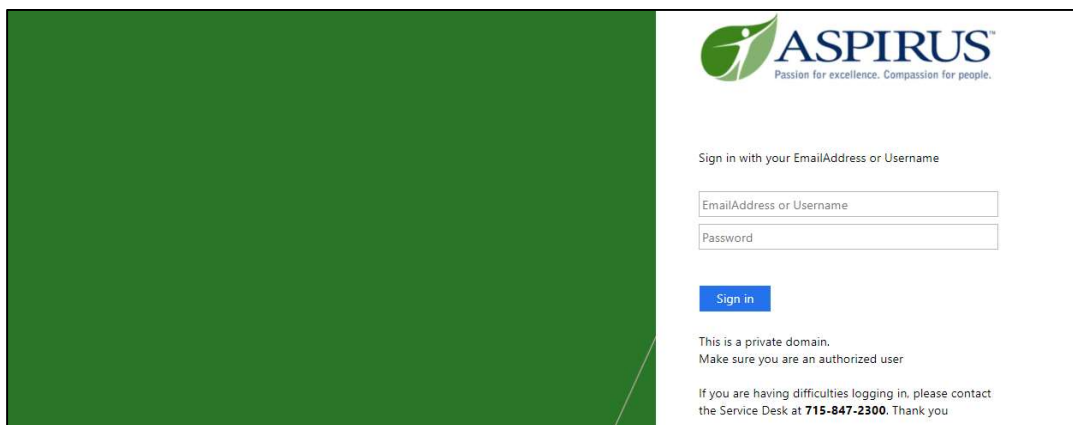 ASPIRUS™
Passion for excellence. Compassion for people.
Sign in with your EmailAddress or Username
EmailAddress or Username
Password
Sign in
This is a private domain.
Make sure you are an authorized user
If you are having difficulties logging in, please contact
the Service Desk at 715-847-2300. Thank you